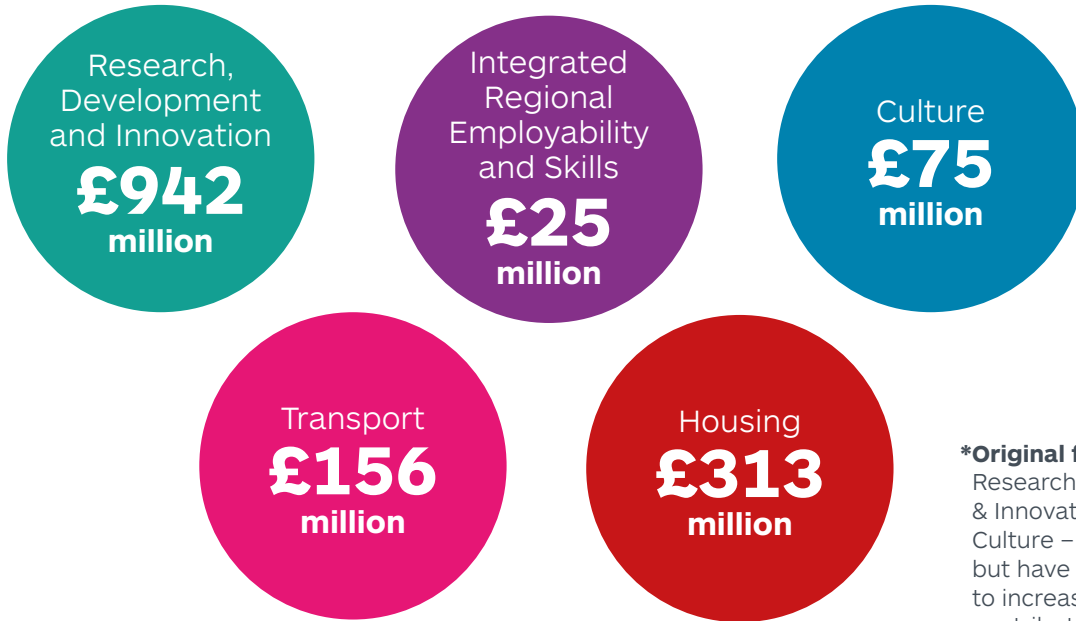 Research,
Development
and Innovation
£942
million
Integrated
Regional
Employability
and Skills
£25
million
Culture
£75
million
Transport
£156
million
Housing
£313
million
*Original
Research
& Innovat
Culture –
but have
to increas